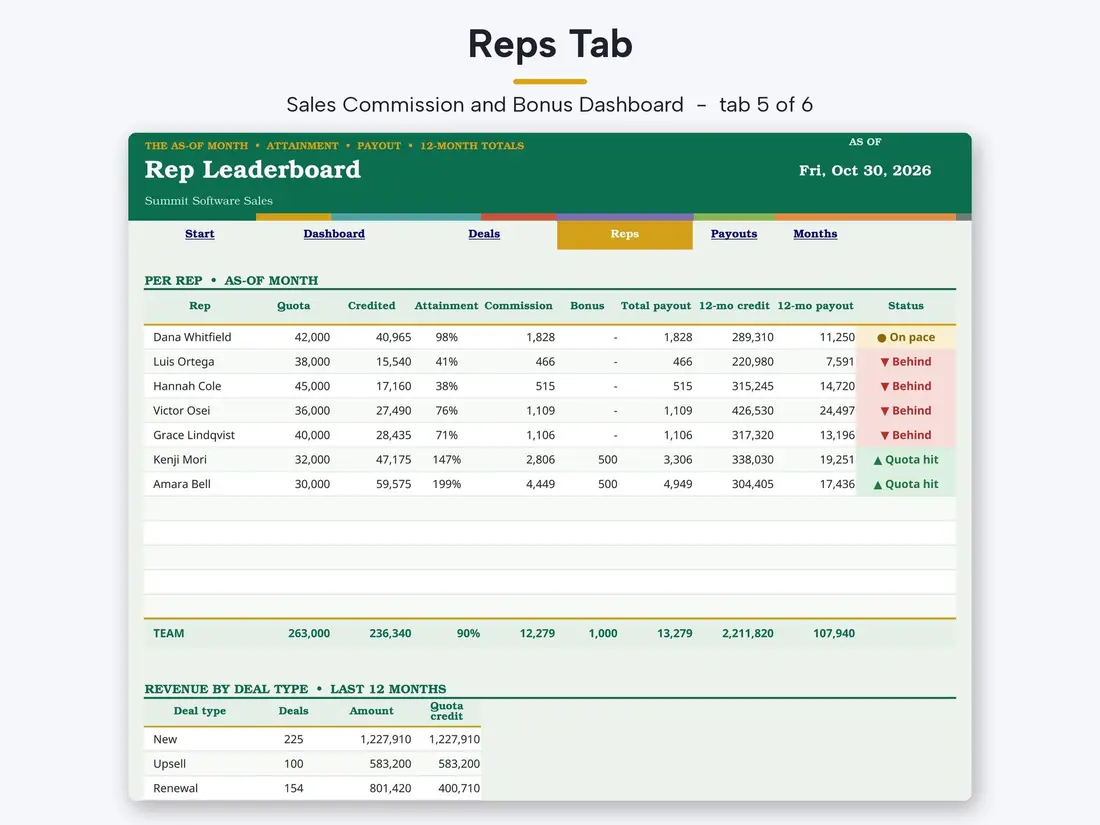 Reps Tab
Sales Commission and Bonus Dashboard - tab 5 of 6
THE AS-OF MONTH • ATTAINMENT • PAYOUT • 12-MONTH TOTALS
AS OF
Rep Leaderboard
Fri, Oct 30, 2026
Summit Software Sales
Start Dashboard Deals Reps Payouts Months
PER REP • AS-OF MONTH
Rep Quota Credited Attainment Commission Bonus Total payout 12-mo credit 12-mo payout Status
Dana Whitfield 42,000 40,965 98% 1,828 - 1,828 289,310 11,250 ● On pace
Luis Ortega 38,000 15,540 41% 466 - 466 220,980 7,591 ▼ Behind
Hannah Cole 45,000 17,160 38% 515 - 515 315,245 14,720 ▼ Behind
Victor Osei 36,000 27,490 76% 1,109 - 1,109 426,530 24,497 ▼ Behind
Grace Lindqvist 40,000 28,435 71% 1,106 - 1,106 317,320 13,196 ▼ Behind
Kenji Mori 32,000 47,175 147% 2,806 500 3,306 338,030 19,251 ▲ Quota hit
Amara Bell 30,000 59,575 199% 4,449 500 4,949 304,405 17,436 ▲ Quota hit
TEAM 263,000 236,340 90% 12,279 1,000 13,279 2,211,820 107,940
REVENUE BY DEAL TYPE • LAST 12 MONTHS
Deal type Deals Amount Quota credit
New 225 1,227,910 1,227,910
Upsell 100 583,200 583,200
Renewal 154 801,420 400,710